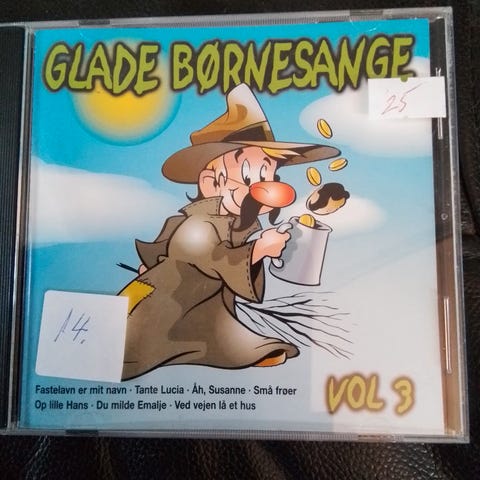 GLADE BØRNESANGE
25
14.
Fastelavn er mit navn · Tante Lucia · Åh, Susanne · Små frøer
Op lille Hans · Du milde Emalje · Ved vejen lå et hus
VOL 3